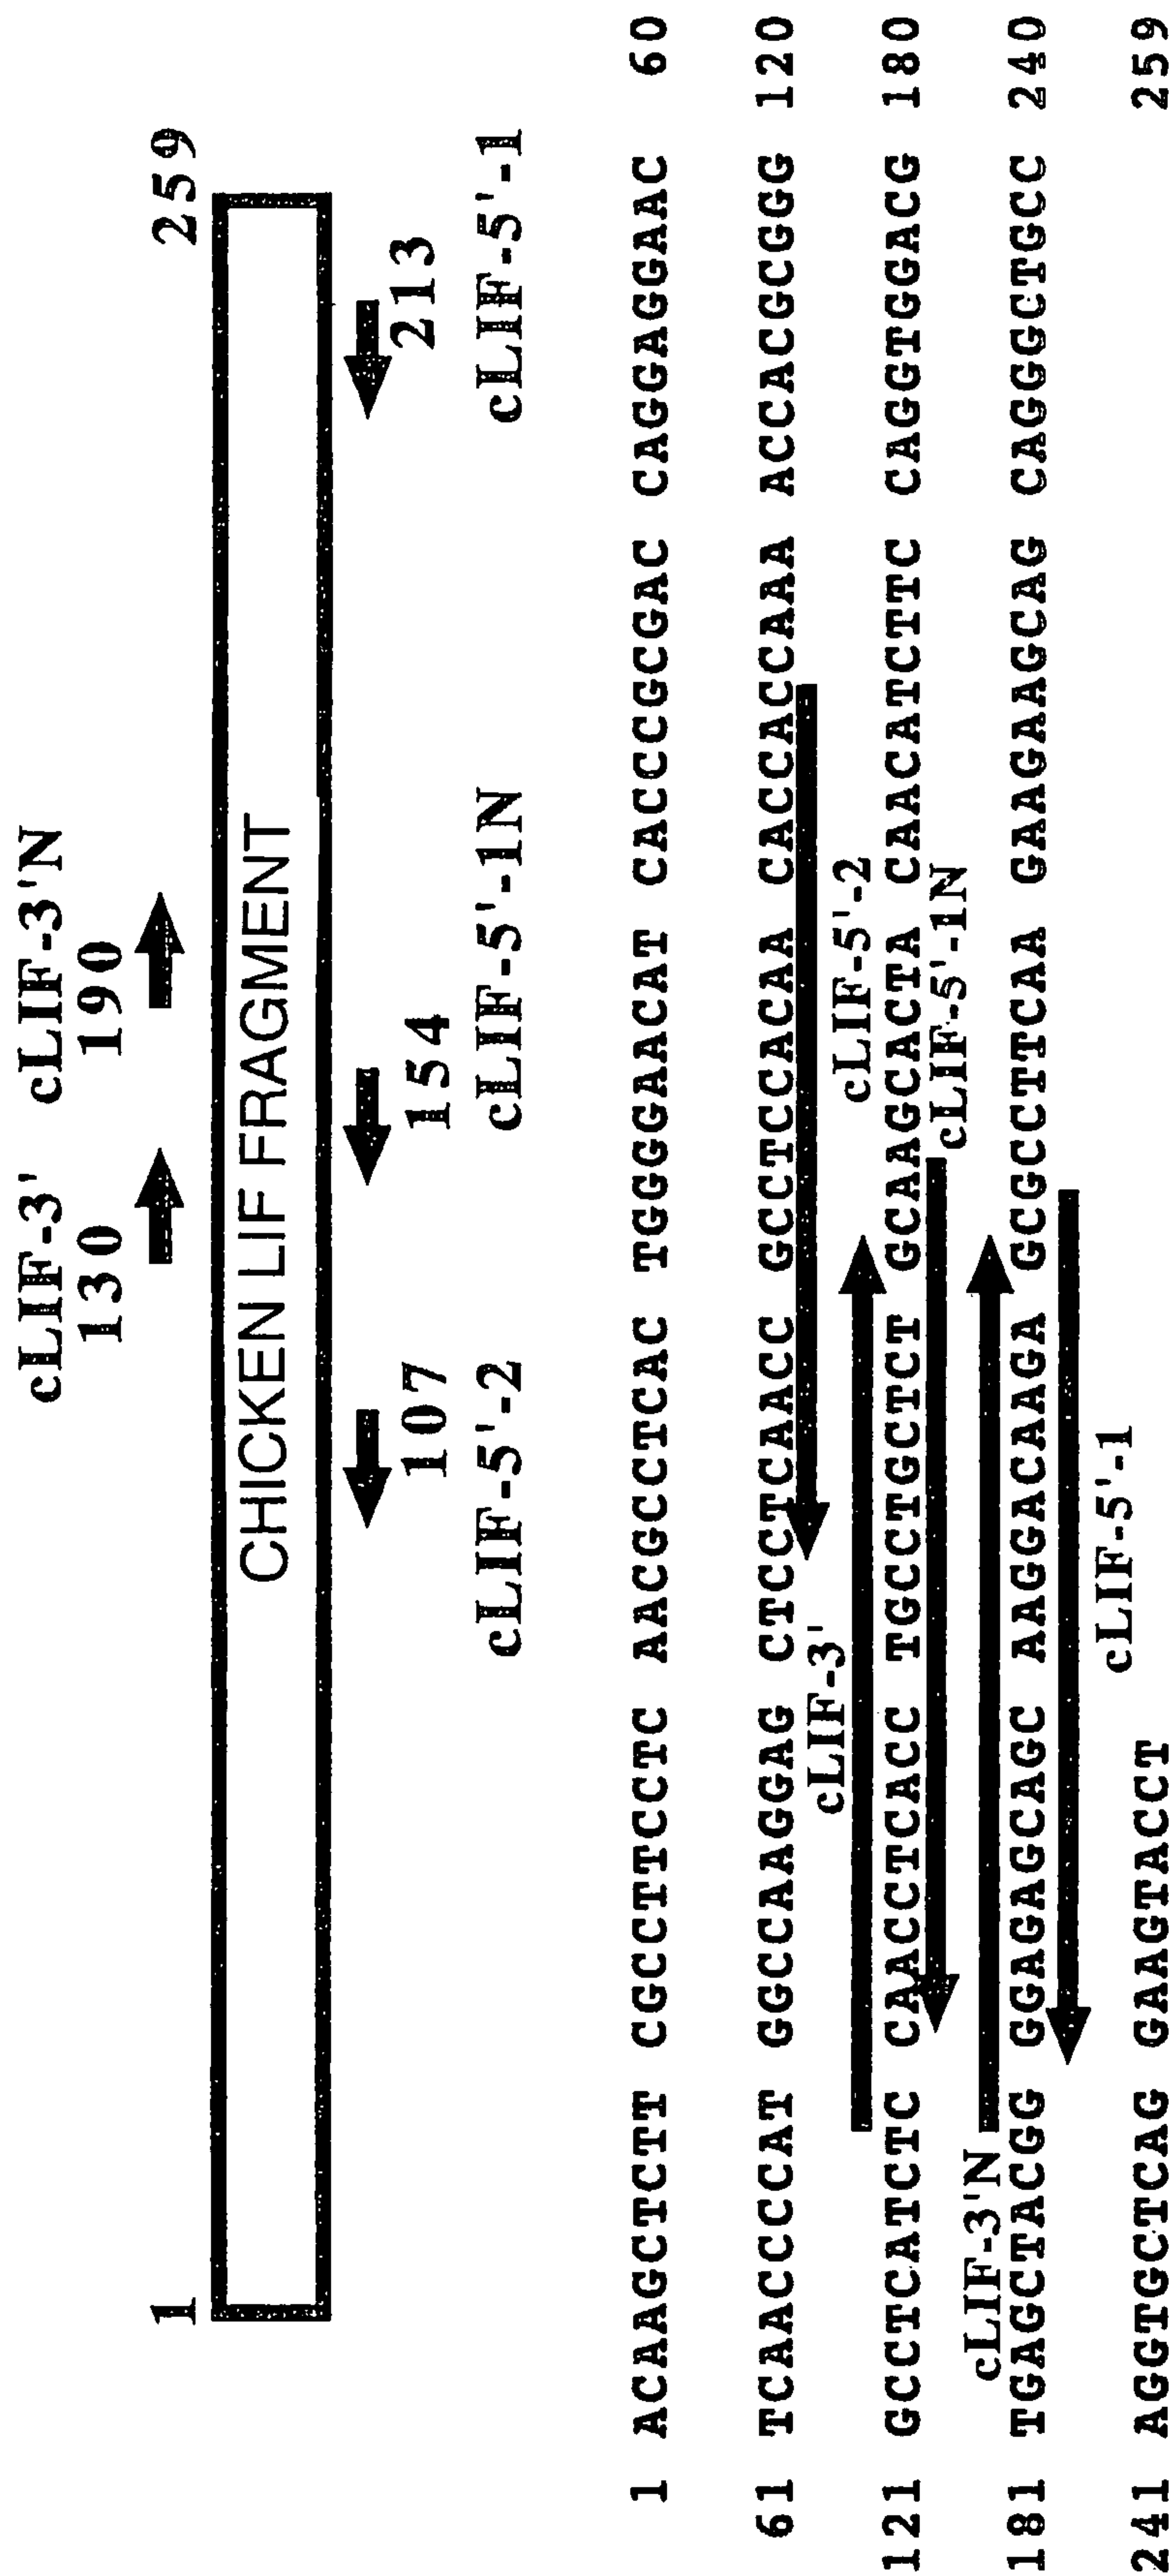 cLIF-3' cLIF-3'N
130 190
1 259
CHICKEN LIF FRAGMENT
107 154 213
cLIF-5'-2 cLIF-5'-1N cLIF-5'-1
1 ACAAGCTCTT CGCCTTCCTC AACGCCTCAC TGGGAACAT CACCCGCGAC CAGGAGGAAC 60
61 TCAACCCCAT GGCCAAGGAG CTCCTCAACC GCCTCCACAA CACCACCAAA ACCACGCGGG 120
cLIF-3' cLIF-5'-2
121 GCCTCATCTC CAACCTCACC TGCCTGCTCT GCAAGCACTA CAACATCTTC CAGGTGGACG 180
cLIF-5'-1N
cLIF-3'N
181 TGAGCTACGG GGAGAGCAGC AAGGACAAGA GCGCCTTCAA GAAGAAGCAG CAGGGCTGCC 240
cLIF-5'-1
241 AGGTGCTCAG GAAGTACCT 259